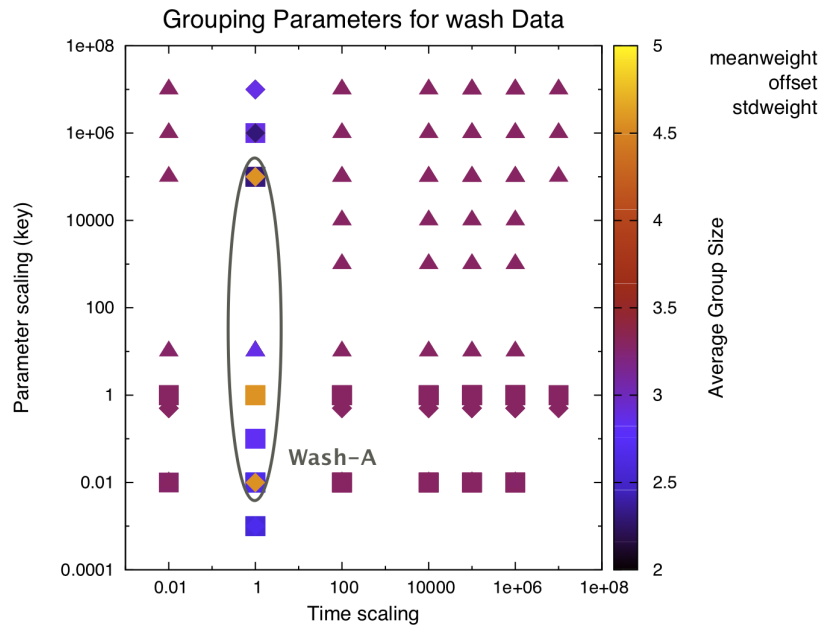 Grouping Parameters for wash Data
1e+08
1e+06
10000
100
1
0.01
0.0001
Parameter scaling (key)
0.01
1
100
10000
1e+06
1e+08
Time scaling
Wash-A
5
4.5
4
3.5
3
2.5
2
Average Group Size
meanweight
offset
stdweight